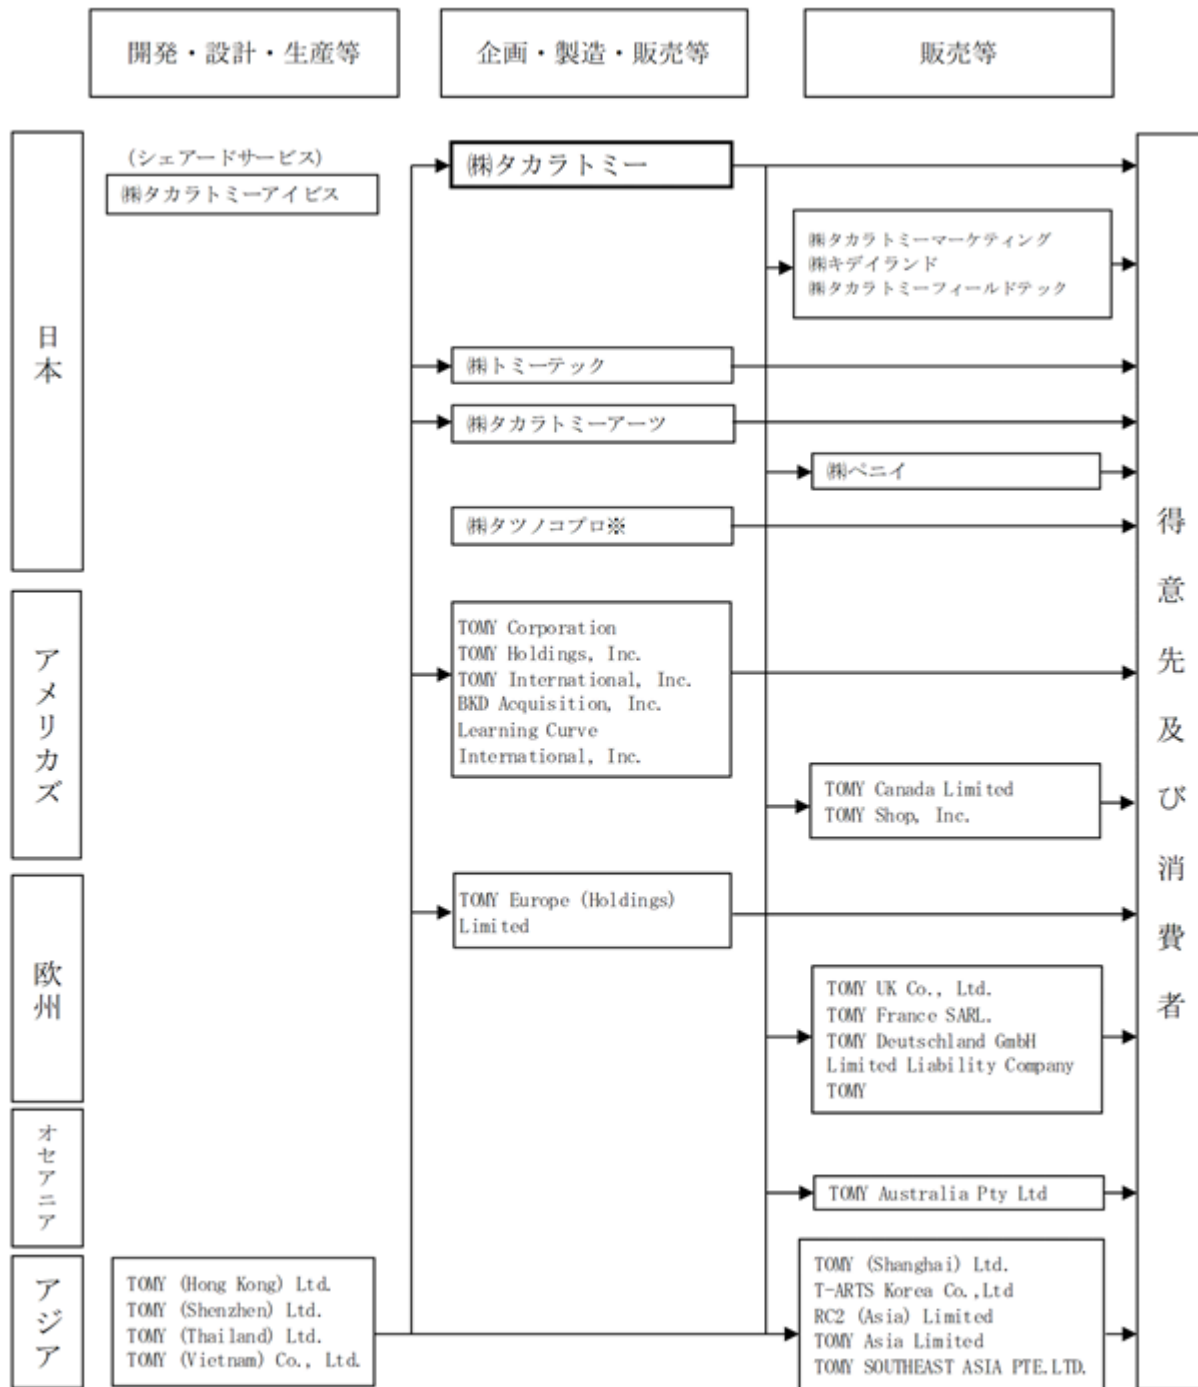 開発・設計・生産等
企画・製造・販売等
販売等
日本
(シェアードサービス)
㈱タカラトミーアイビス
㈱タカラトミー
㈱タカラトミーマーケティング
㈱キデイランド
㈱タカラトミーフィールドテック
㈱トミーテック
㈱タカラトミーアーツ
㈱ペニイ
㈱タツノコプロ※
アメリカズ
TOMY Corporation
TOMY Holdings, Inc.
TOMY International, Inc.
BKD Acquisition, Inc.
Learning Curve
International, Inc.
TOMY Canada Limited
TOMY Shop, Inc.
欧州
TOMY Europe (Holdings)
Limited
TOMY UK Co., Ltd.
TOMY France SARL.
TOMY Deutschland GmbH
Limited Liability Company
TOMY
オセアニア
TOMY Australia Pty Ltd
アジア
TOMY (Hong Kong) Ltd.
TOMY (Shenzhen) Ltd.
TOMY (Thailand) Ltd.
TOMY (Vietnam) Co., Ltd.
TOMY (Shanghai) Ltd.
T-ARTS Korea Co.,Ltd
RC2 (Asia) Limited
TOMY Asia Limited
TOMY SOUTHEAST ASIA PTE.LTD.
得意先及び消費者